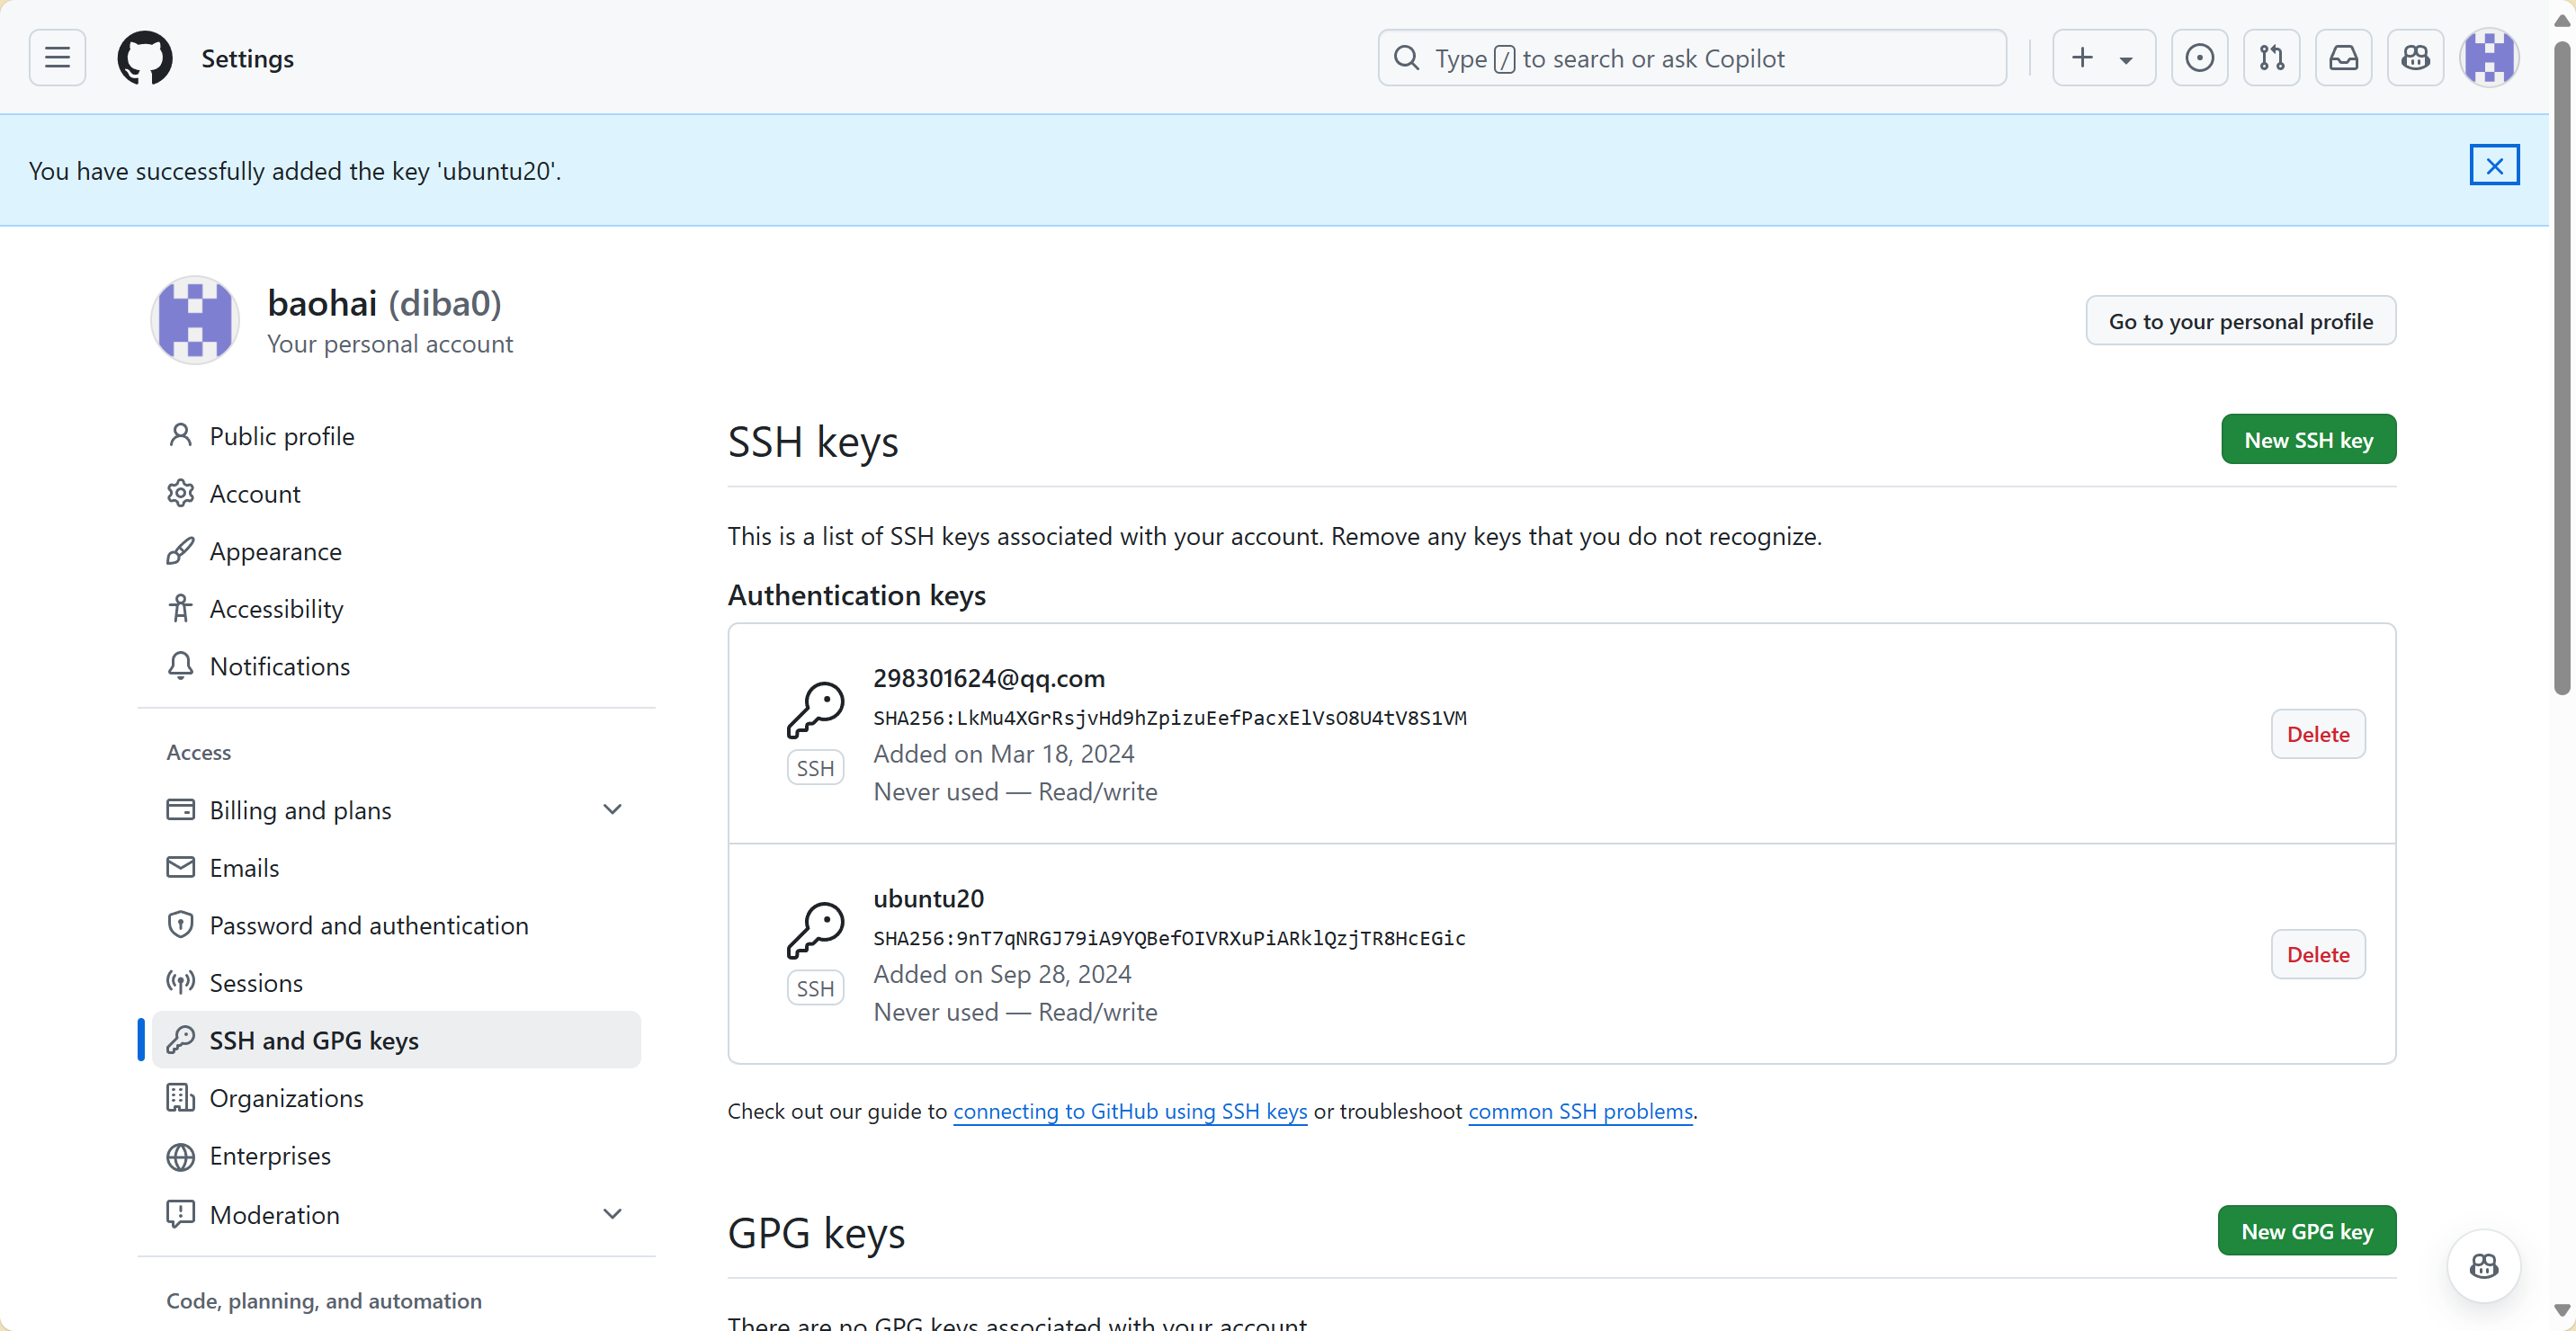 Settings
Type / to search or ask Copilot
You have successfully added the key 'ubuntu20'.
baohai (diba0)
Your personal account
Go to your personal profile
Public profile
Account
Appearance
Accessibility
Notifications
Access
Billing and plans
Emails
Password and authentication
Sessions
SSH and GPG keys
Organizations
Enterprises
Moderation
Code, planning, and automation
SSH keys
New SSH key
This is a list of SSH keys associated with your account. Remove any keys that you do not recognize.
Authentication keys
298301624@qq.com
SHA256:LkMu4XGrRsjvHd9hZpizuEefPacxElVsO8U4tV8S1VM
Added on Mar 18, 2024
Never used — Read/write
SSH
Delete
ubuntu20
SHA256:9nT7qNRGJ79iA9YQBefOIVRXuPiARklQzjTR8HcEGic
Added on Sep 28, 2024
Never used — Read/write
SSH
Delete
Check out our guide to connecting to GitHub using SSH keys or troubleshoot common SSH problems.
GPG keys
New GPG key
There are no GPG keys associated with your account